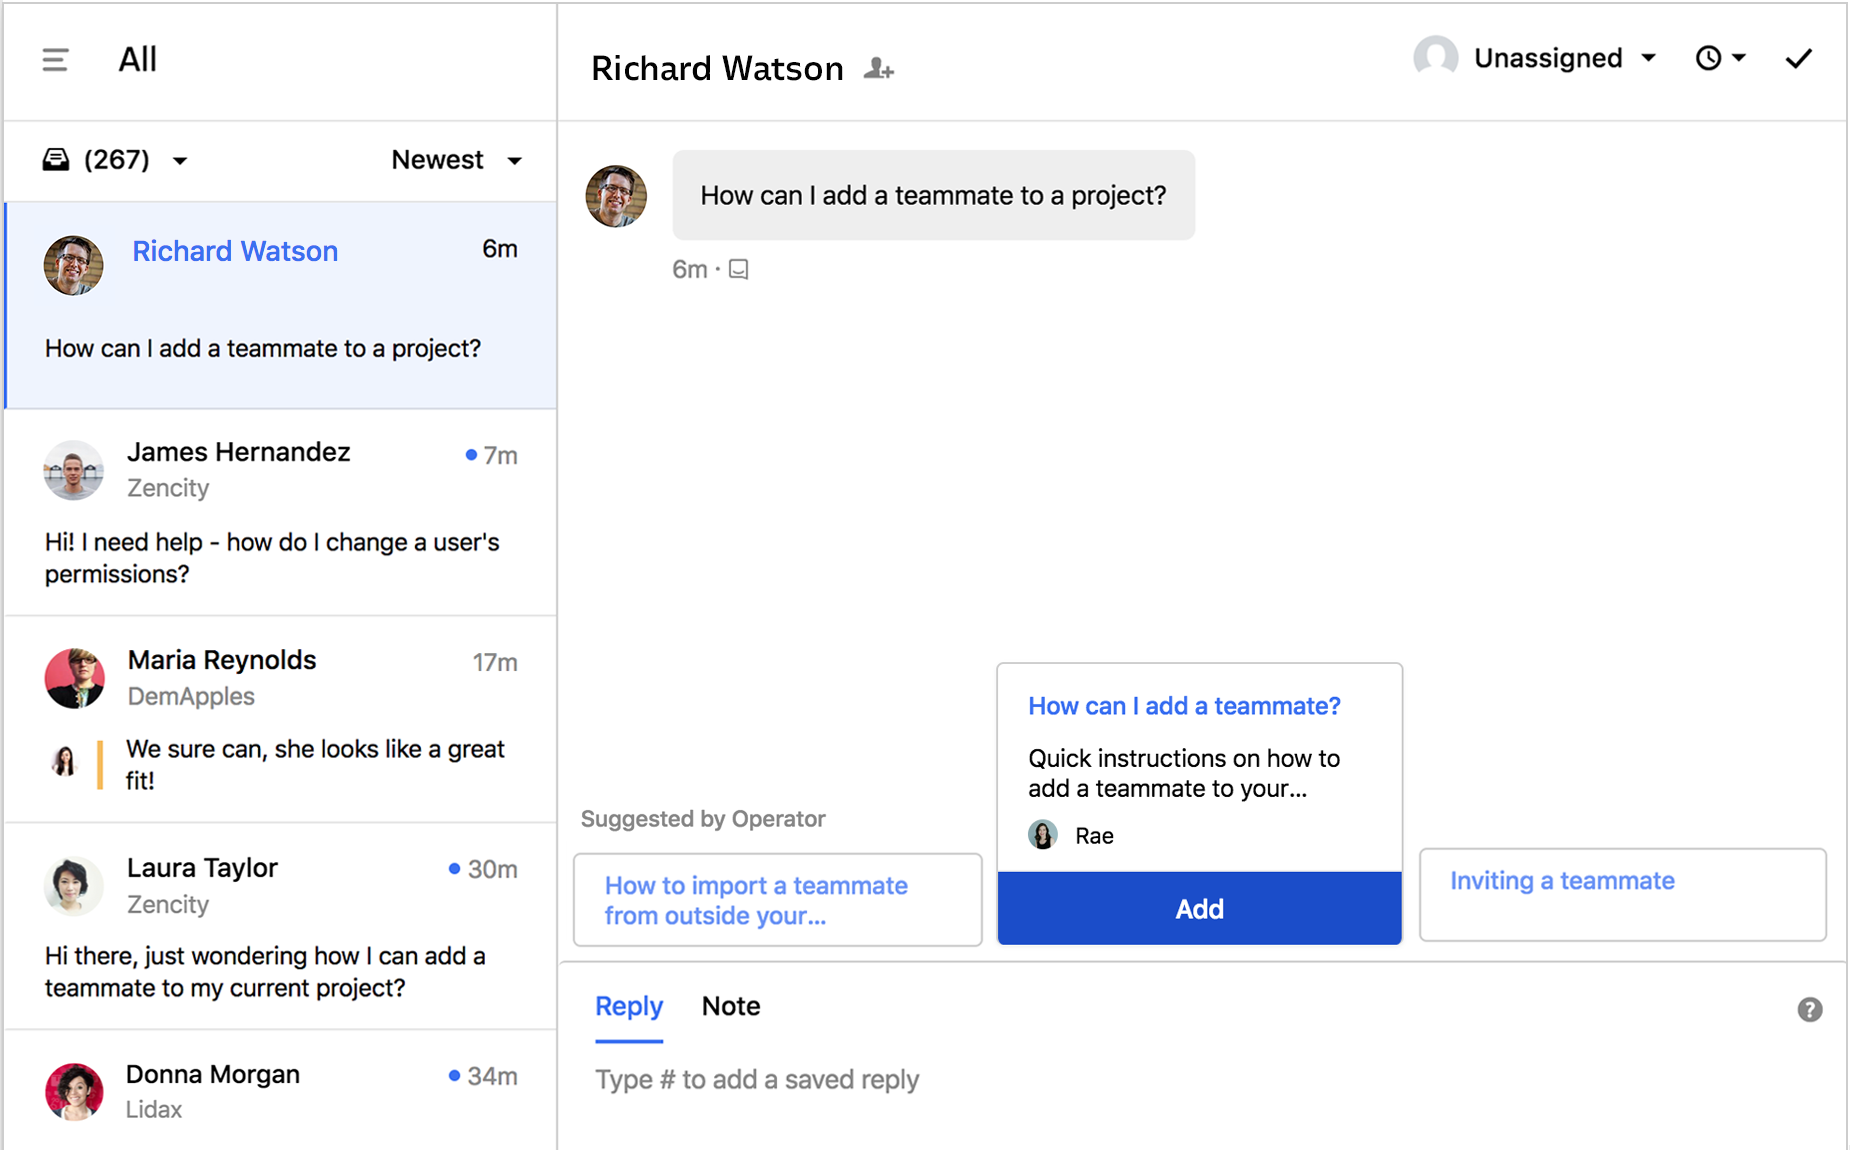 All
(267)
Newest
Richard Watson
6m
How can I add a teammate to a project?
James Hernandez
7m
Zencity
Hi! I need help - how do I change a user's
permissions?
Maria Reynolds
17m
DemApples
We sure can, she looks like a great
fit!
Laura Taylor
30m
Zencity
Hi there, just wondering how I can add a
teammate to my current project?
Donna Morgan
34m
Lidax
Richard Watson
Unassigned
How can I add a teammate to a project?
6m ·
Suggested by Operator
How to import a teammate
from outside your...
How can I add a teammate?
Quick instructions on how to
add a teammate to your...
Rae
Add
Inviting a teammate
Reply
Note
?
Type # to add a saved reply